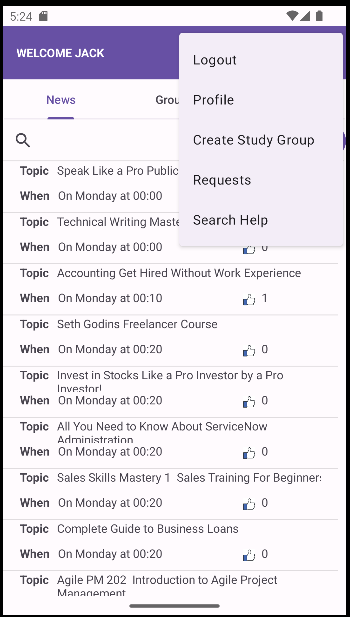 5:24
WELCOME JACK
Logout
Profile
Create Study Group
Requests
Search Help
News
Topic Speak Like a Pro Public
When On Monday at 00:00
Topic Technical Writing
When On Monday at 00:00 0
Topic Accounting Get Hired Without Work Experience
When On Monday at 00:10 1
Topic Seth Godins Freelancer Course
When On Monday at 00:20 0
Topic Invest in Stocks Like a Pro Investor by a Pro
Investor!
When On Monday at 00:20 0
Topic All You Need to Know About ServiceNow
Administration
When On Monday at 00:20 0
Topic Sales Skills Mastery 1 Sales Training For Beginners
When On Monday at 00:20 0
Topic Complete Guide to Business Loans
When On Monday at 00:20 0
Topic Agile PM 202 Introduction to Agile Project
Management